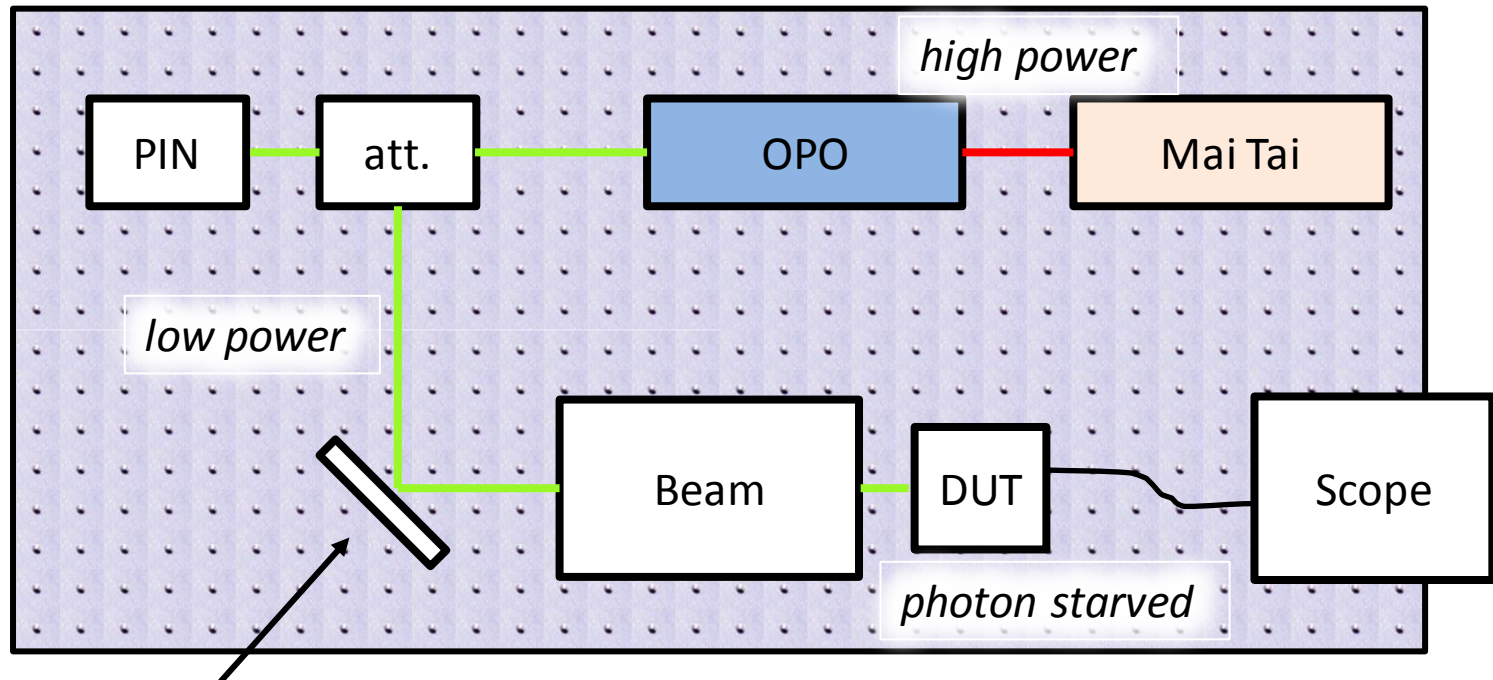 high power
PIN
att.
OPO
Mai Tai
low power
Beam
DUT
Scope
photon starved